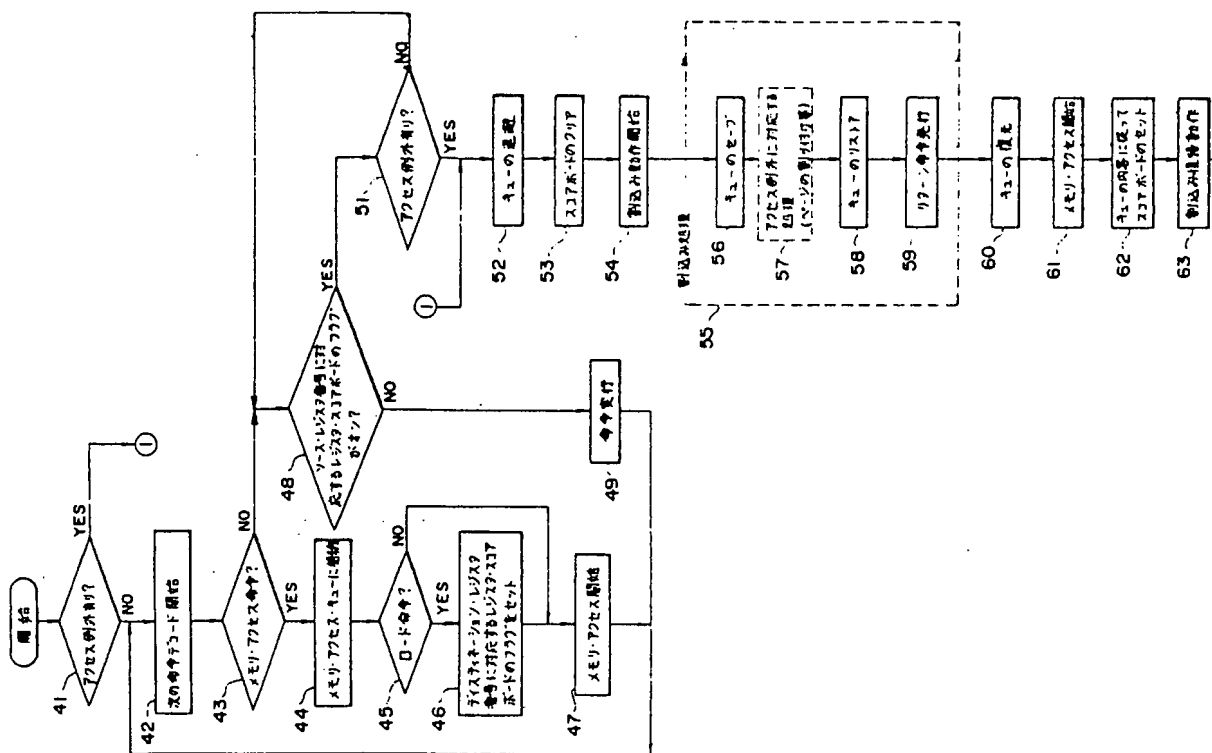 開始
41
アクセス例外有り?
YES
①
NO
42
次の命令デコード開始
43
メモリ・アクセス命令?
NO
YES
44
メモリ・アクセス・キューに格納
45
ロード命令?
NO
YES
46
ディスティネーション・レジスタ
番号に対応するレジスタ・スコア
ボードのフラグをセット
47
メモリ・アクセス開始
48
ソース・レジスタ番号に対
応するレジスタ・スコアボードのフラグ
がオン?
YES
NO
49
命令実行
51
アクセス例外有り?
NO
YES
①
52
キューの退避
53
スコアボードのクリア
54
割込み動作開始
55
割込み処理
56
キューのセーブ
57
アクセス例外に対応する
処理
(ページの割り付け等)
58
キューのリストア
59
リターン命令発行
60
キューの復元
61
メモリ・アクセス開始
62
キューの内容に従って
スコアボードのセット
63
割込み復帰動作